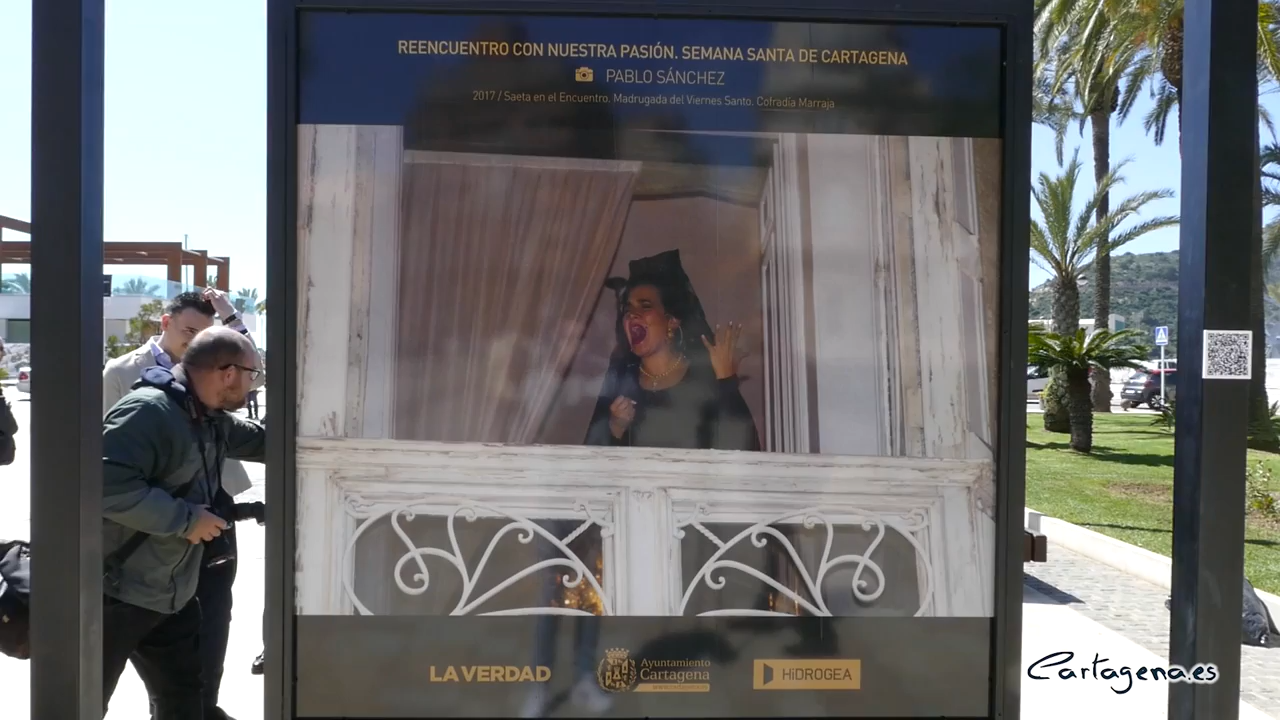 REENCUENTRO CON NUESTRA PASIÓN. SEMANA SANTA DE CARTAGENA
PABLO SÁNCHEZ
2017 / Saeta en el Encuentro. Madrugada del Viernes Santo. Cofradía Marraja
LA VERDAD
Ayuntamiento
Cartagena
HiDROGEA
Cartagena.es